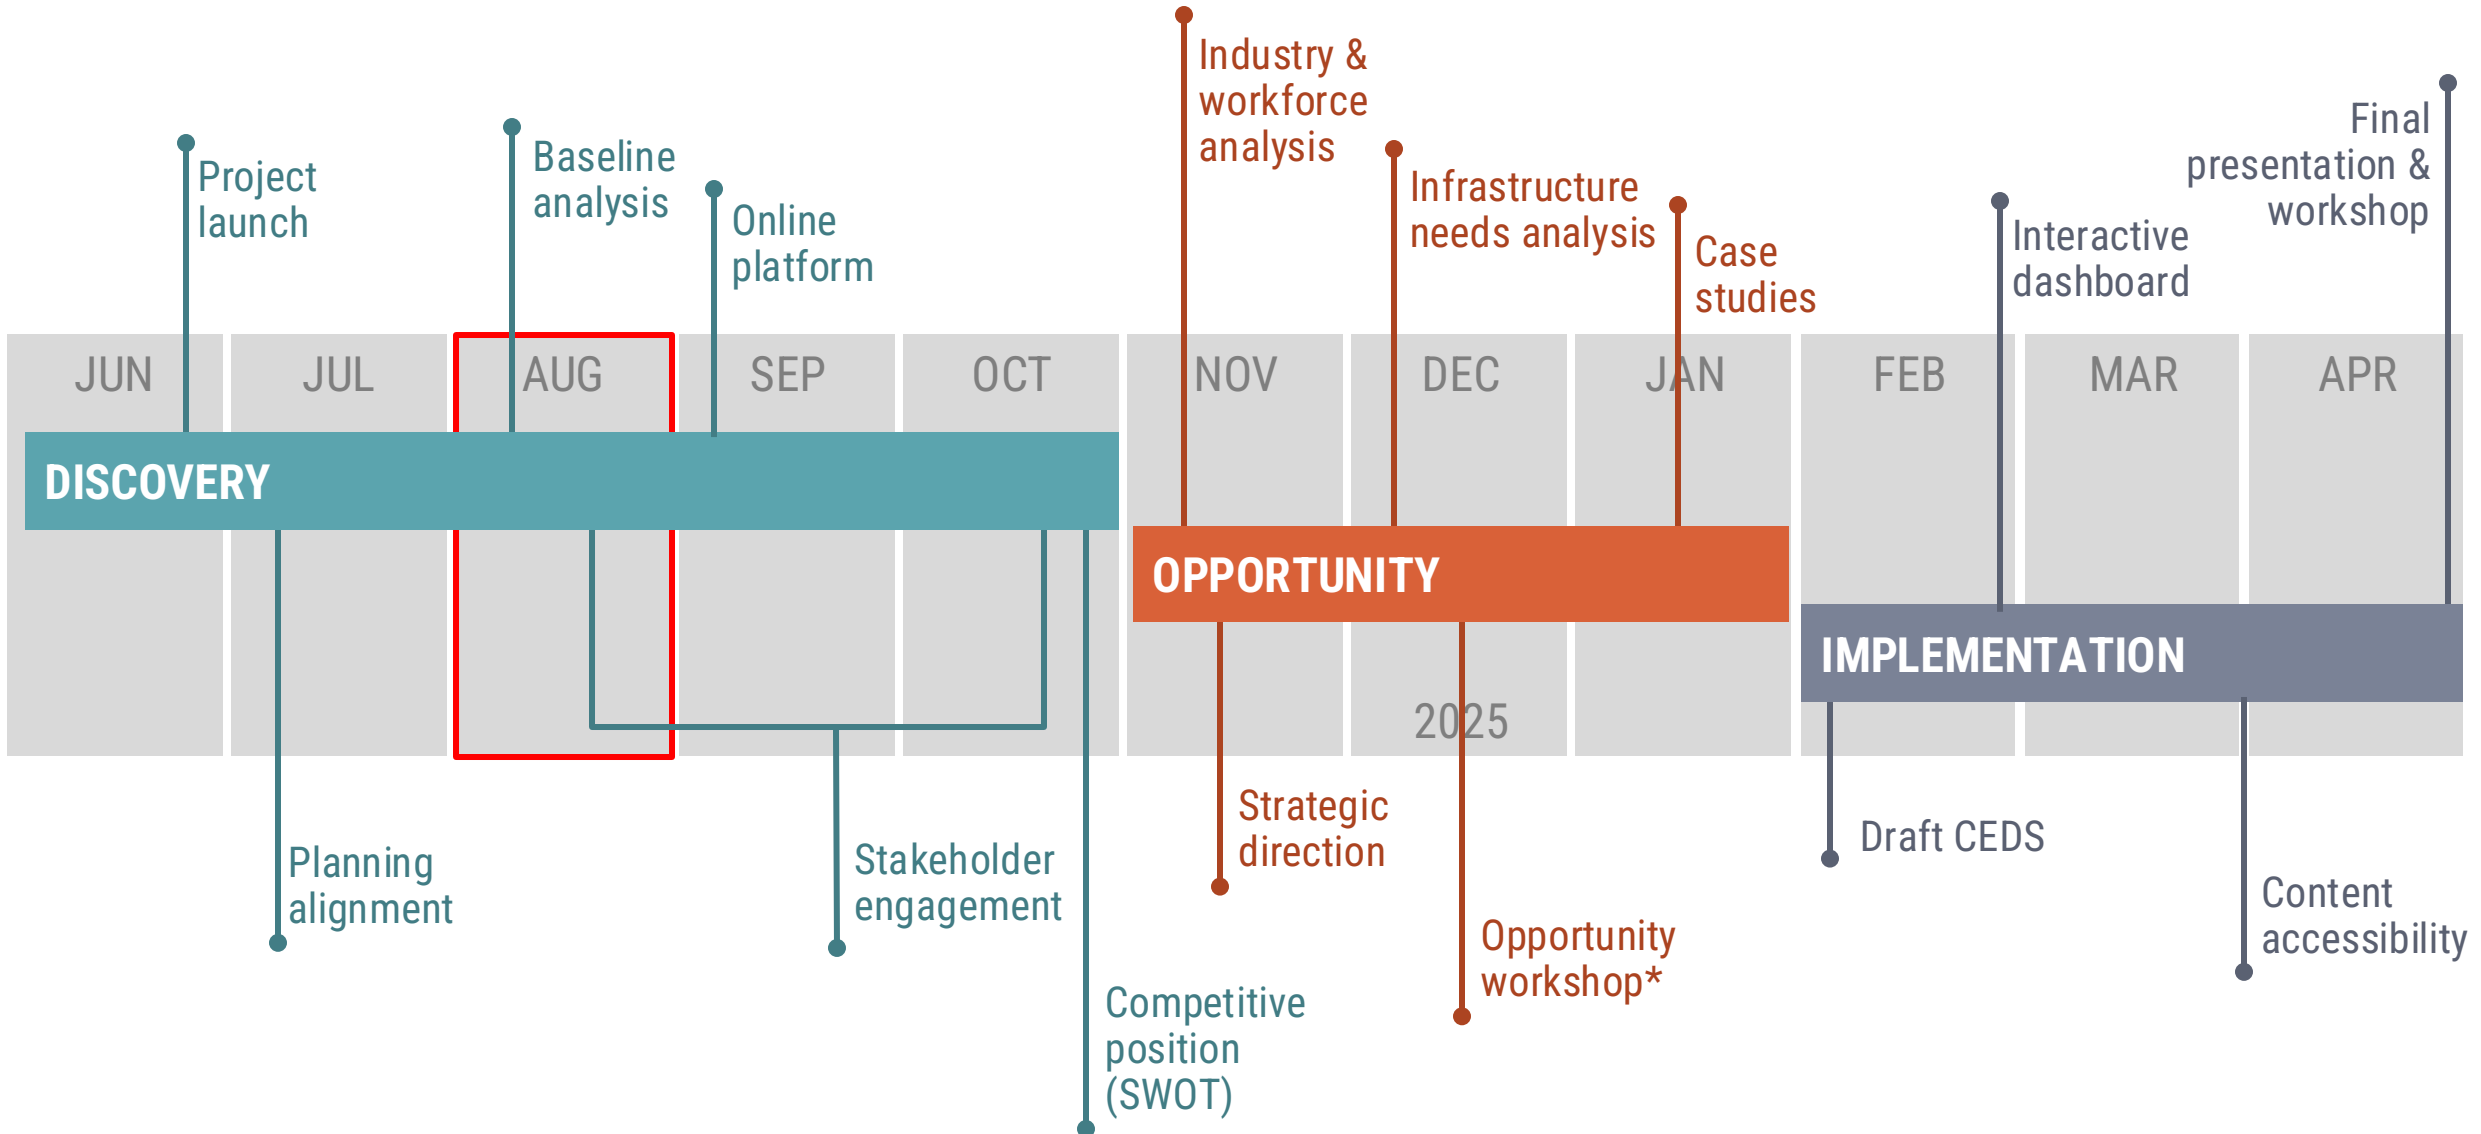 Industry &
workforce
analysis
Final
presentation &
workshop
Project
launch
Baseline
analysis
Online
platform
Infrastructure
needs analysis
Case
studies
Interactive
dashboard
JUN
JUL
AUG
SEP
OCT
NOV
DEC
JAN
FEB
MAR
APR
DISCOVERY
OPPORTUNITY
IMPLEMENTATION
2025
Planning
alignment
Stakeholder
engagement
Competitive
position
(SWOT)
Strategic
direction
Opportunity
workshop*
Draft CEDS
Content
accessibility